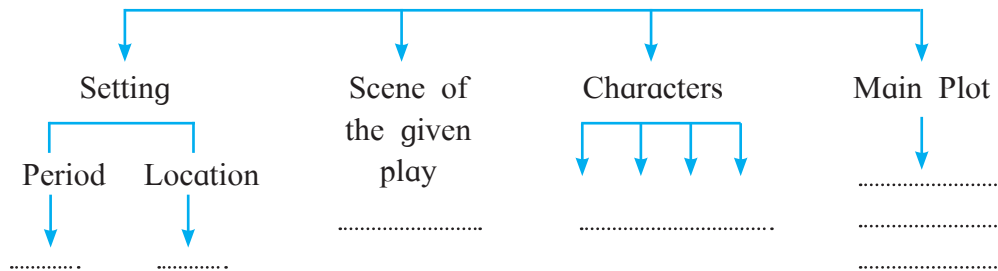 Setting
Period
Location
............
............
Scene of
the given
play
........................
Characters
.................................
Main Plot
........................
........................
........................